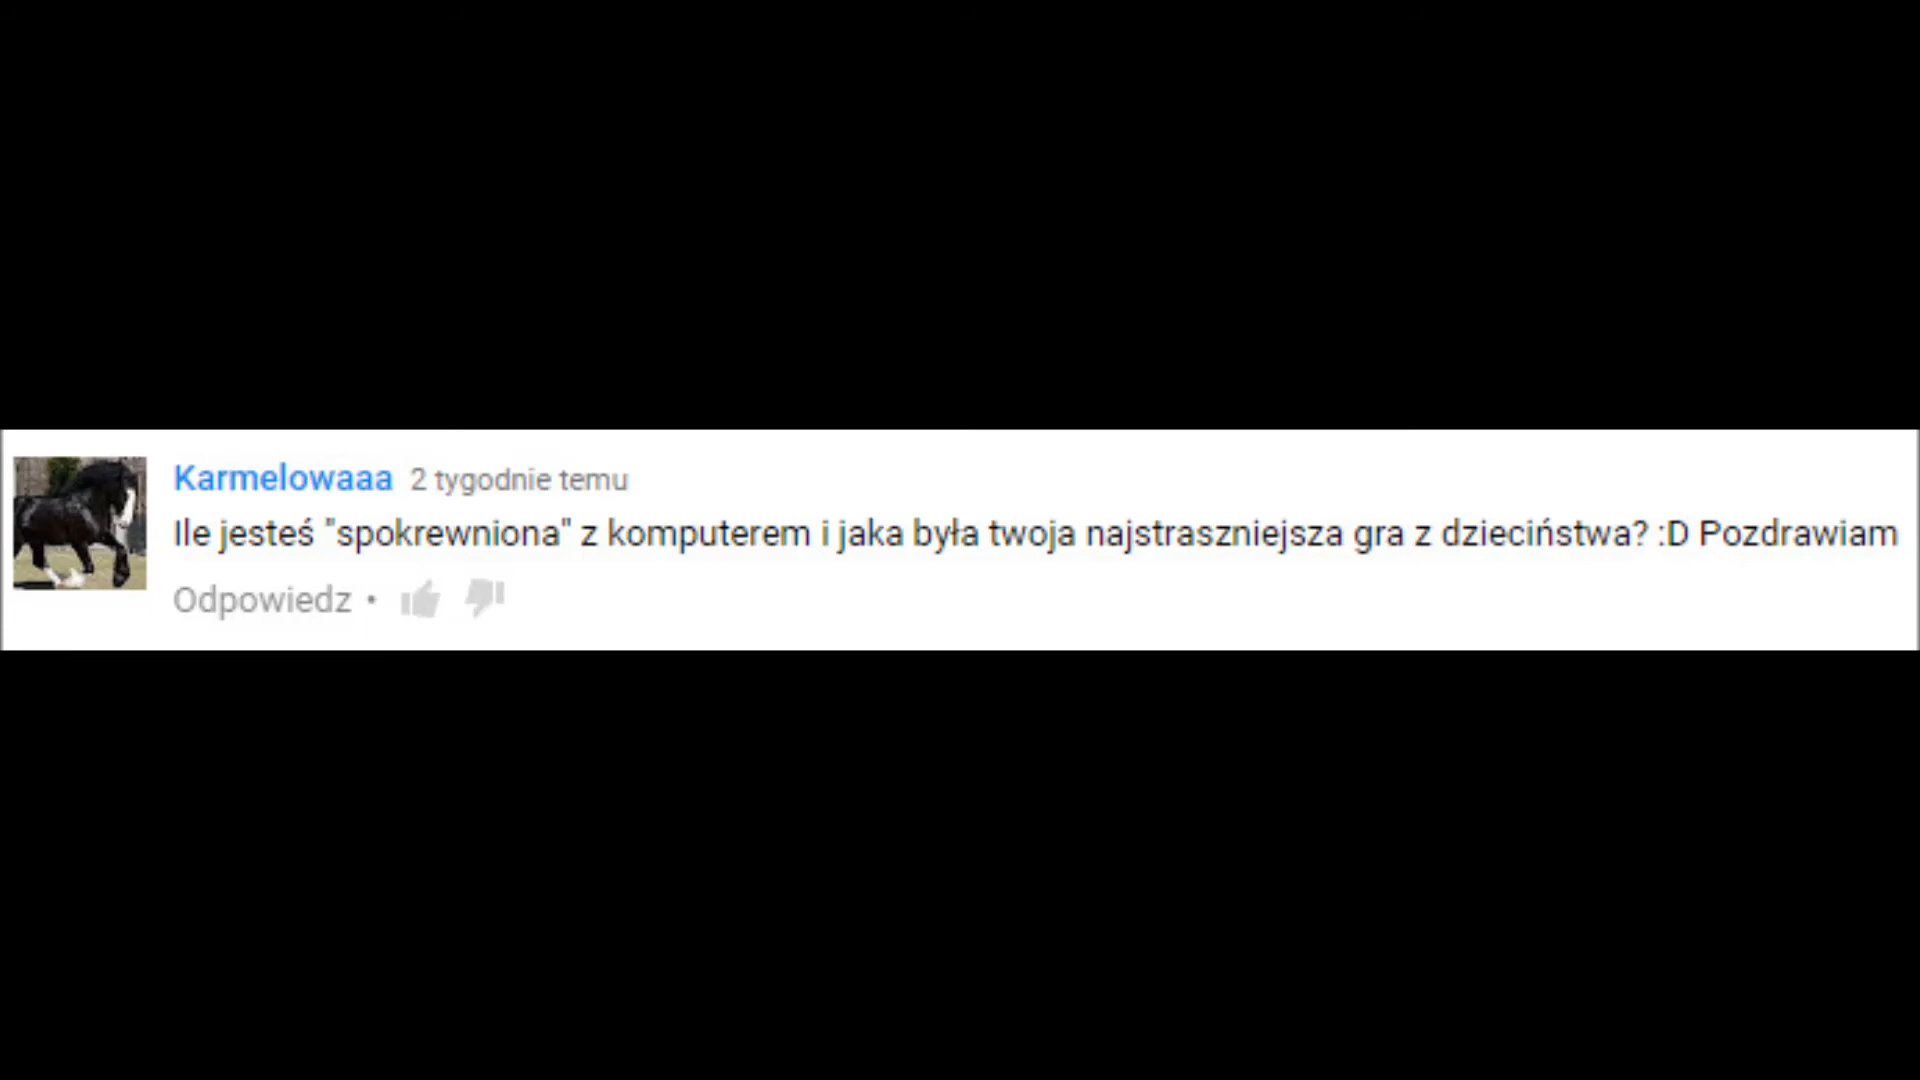 Karmelowaaa 2 tygodnie temu
Ile jesteś "spokrewniona" z komputerem i jaka była twoja najstraszniejsza gra z dzieciństwa? :D Pozdrawiam
Odpowiedz •